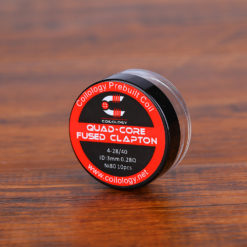 Coilology Prebuilt Coil
COILOLOGY
QUAD-CORE
FUSED CLAPTON
4-28/40
ID:3mm 0.28Ω
Ni80 10pcs
www.coilology.net